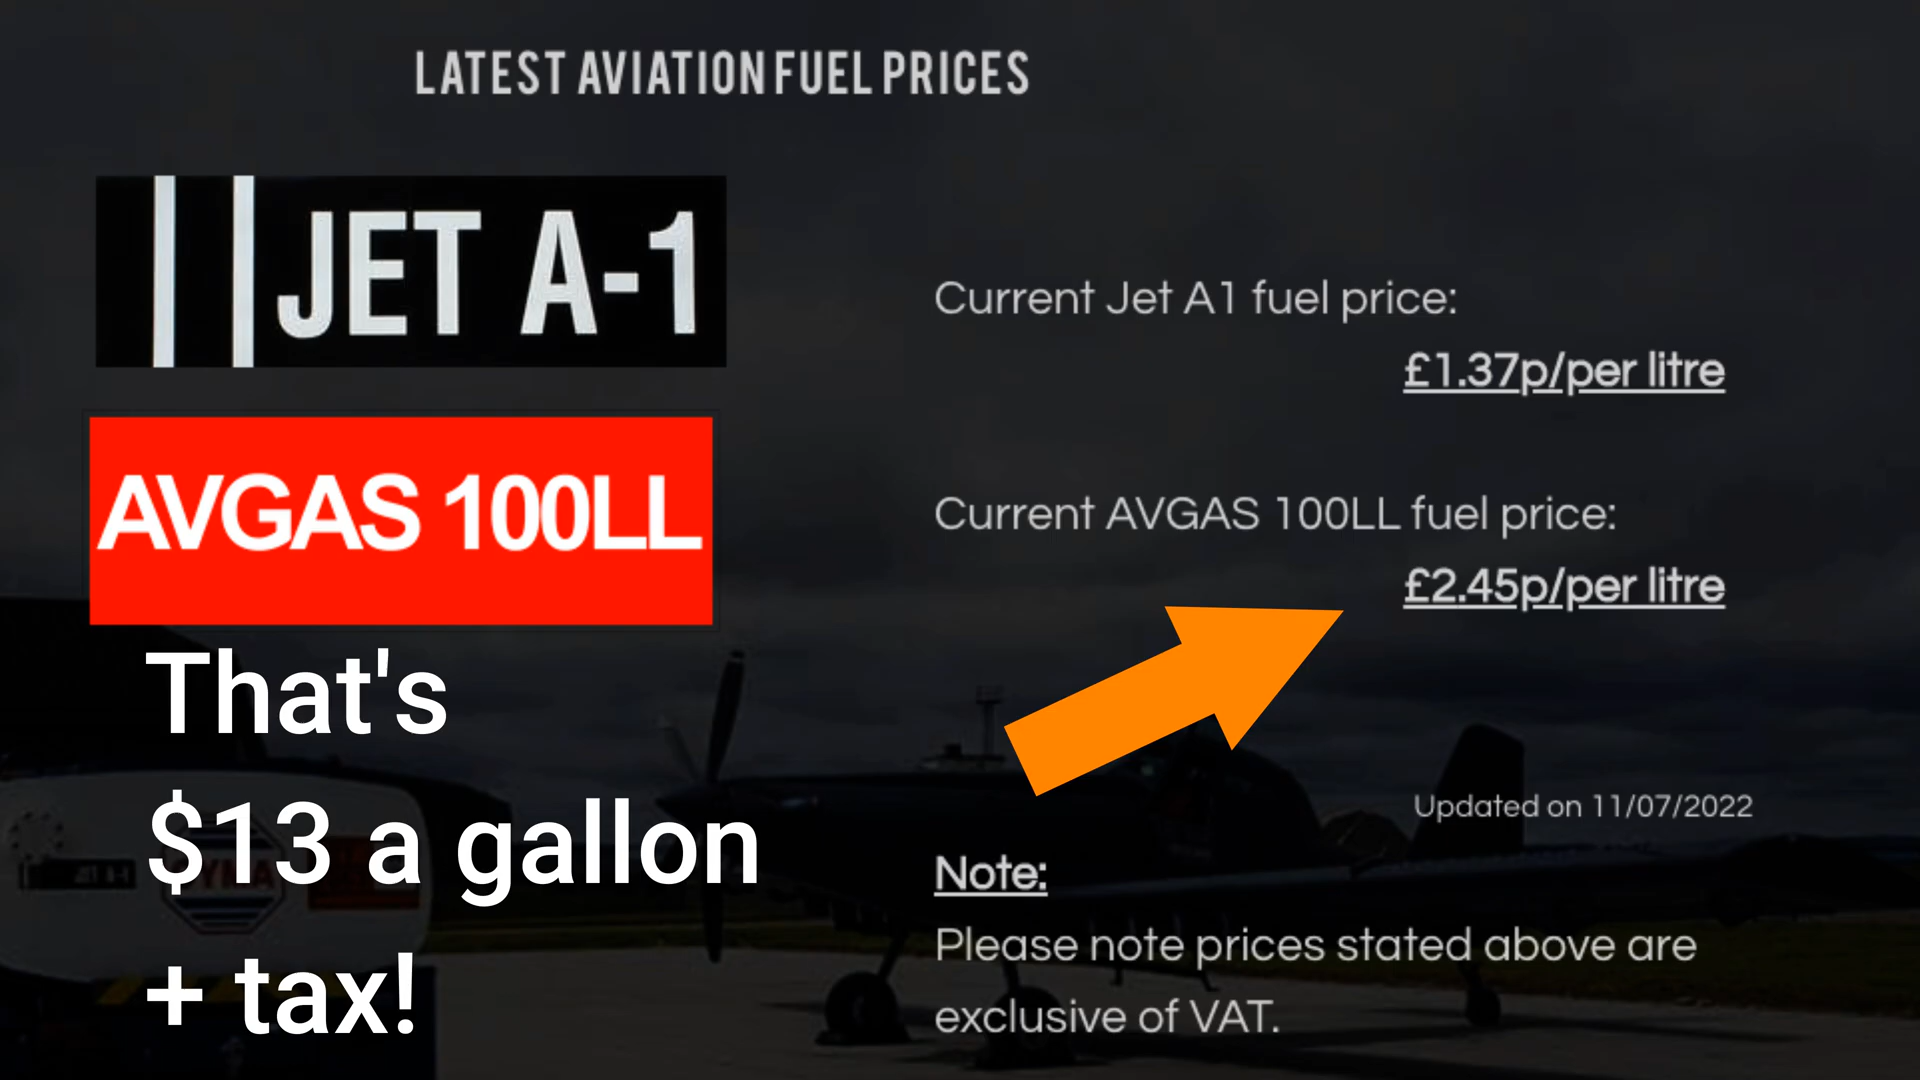 LATEST AVIATION FUEL PRICES
JET A-1
Current Jet A1 fuel price:
£1.37p/per litre
AVGAS 100LL
Current AVGAS 100LL fuel price:
£2.45p/per litre
That's
$13 a gallon
+ tax!
Updated on 11/07/2022
Note:
Please note prices stated above are
exclusive of VAT.
JET A-1